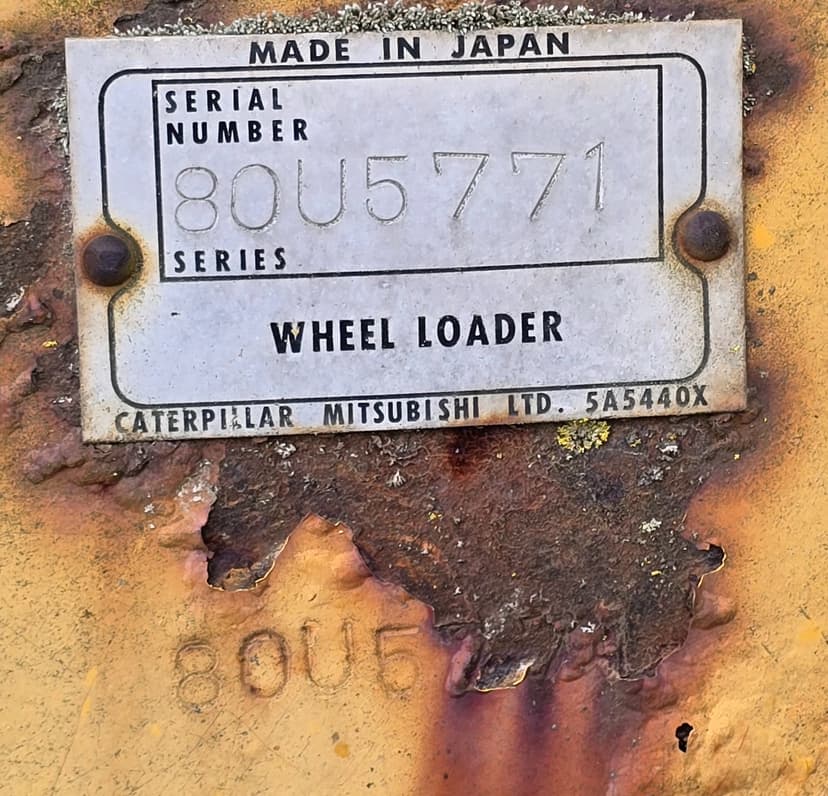 MADE IN JAPAN
SERIAL
NUMBER
80U5771
SERIES
WHEEL LOADER
CATERPILLAR MITSUBISHI LTD. 5A5440X
80U5